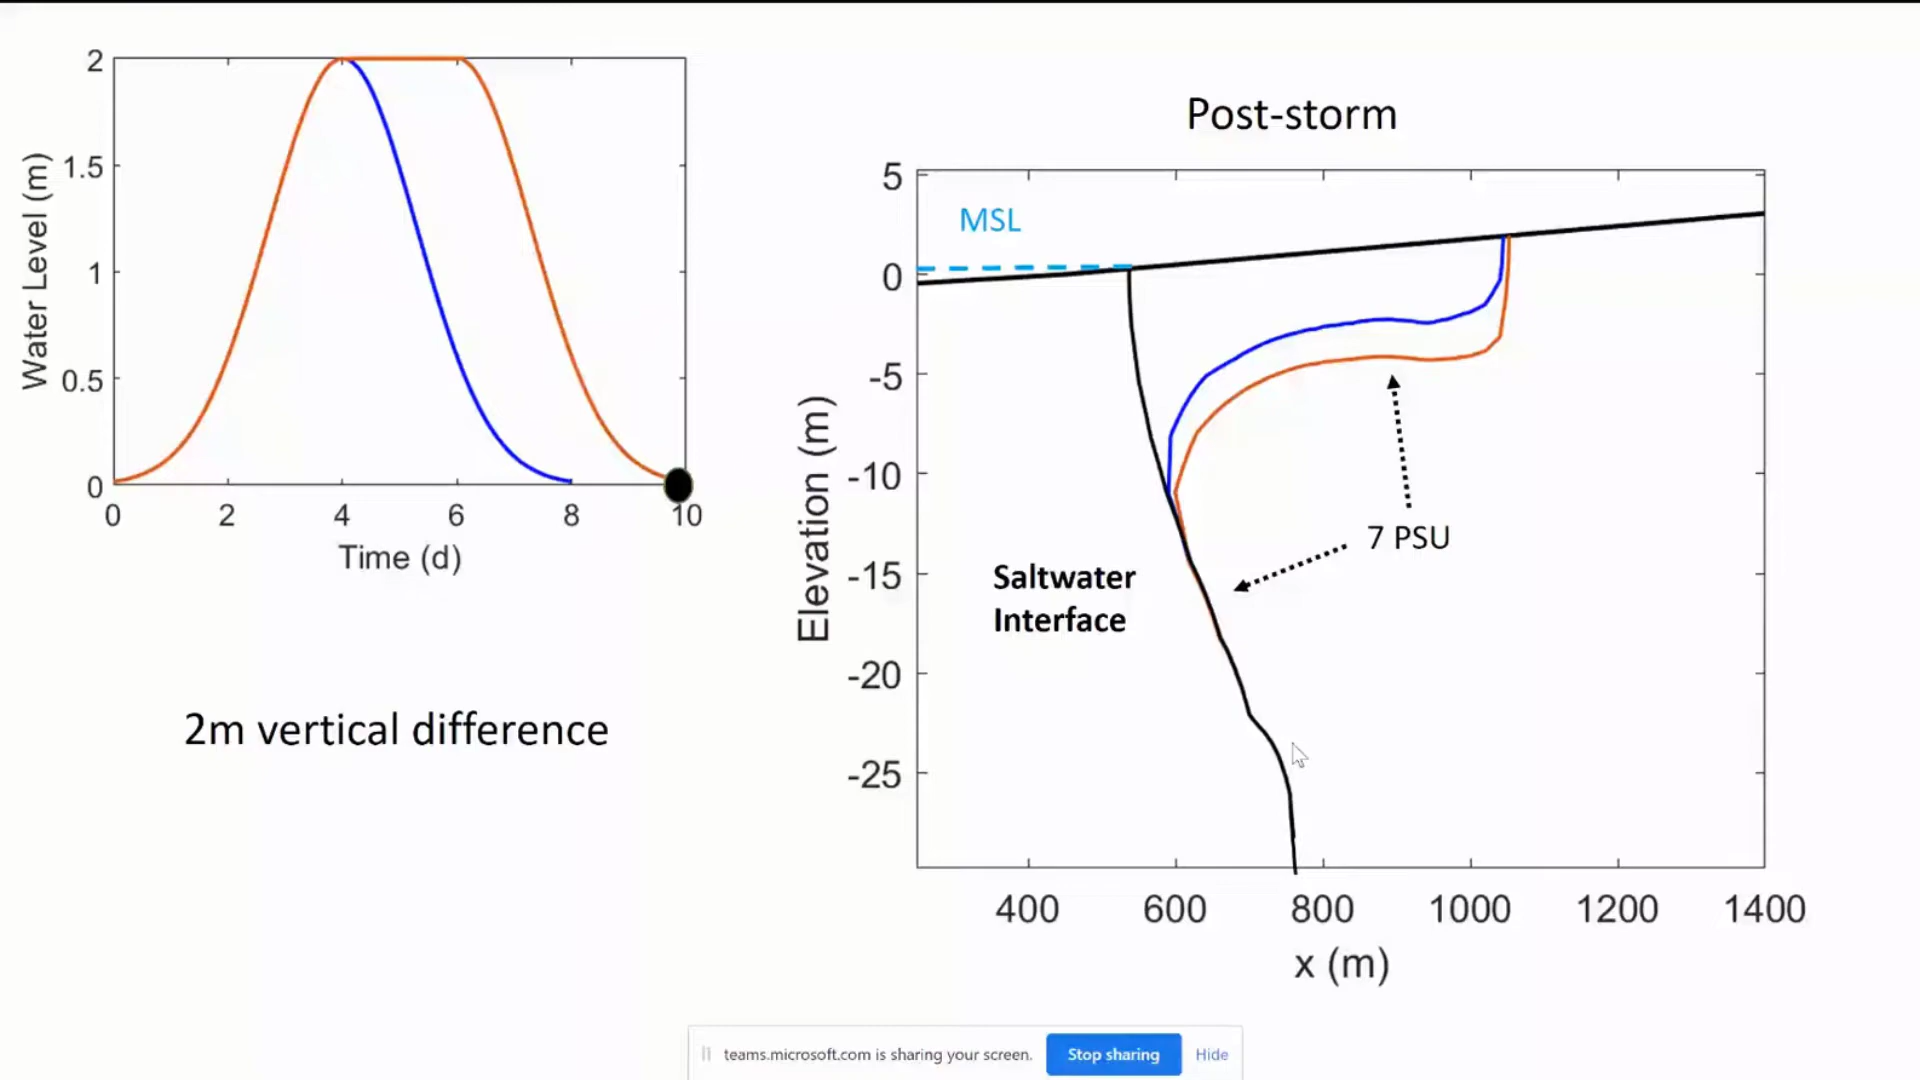 2
1.5
1
0.5
0
Water Level (m)
0 2 4 6 8 10
Time (d)
2m vertical difference
Post-storm
5
0
-5
-10
-15
-20
-25
Elevation (m)
MSL
7 PSU
Saltwater
Interface
400 600 800 1000 1200 1400
x (m)
teams.microsoft.com is sharing your screen. Stop sharing Hide